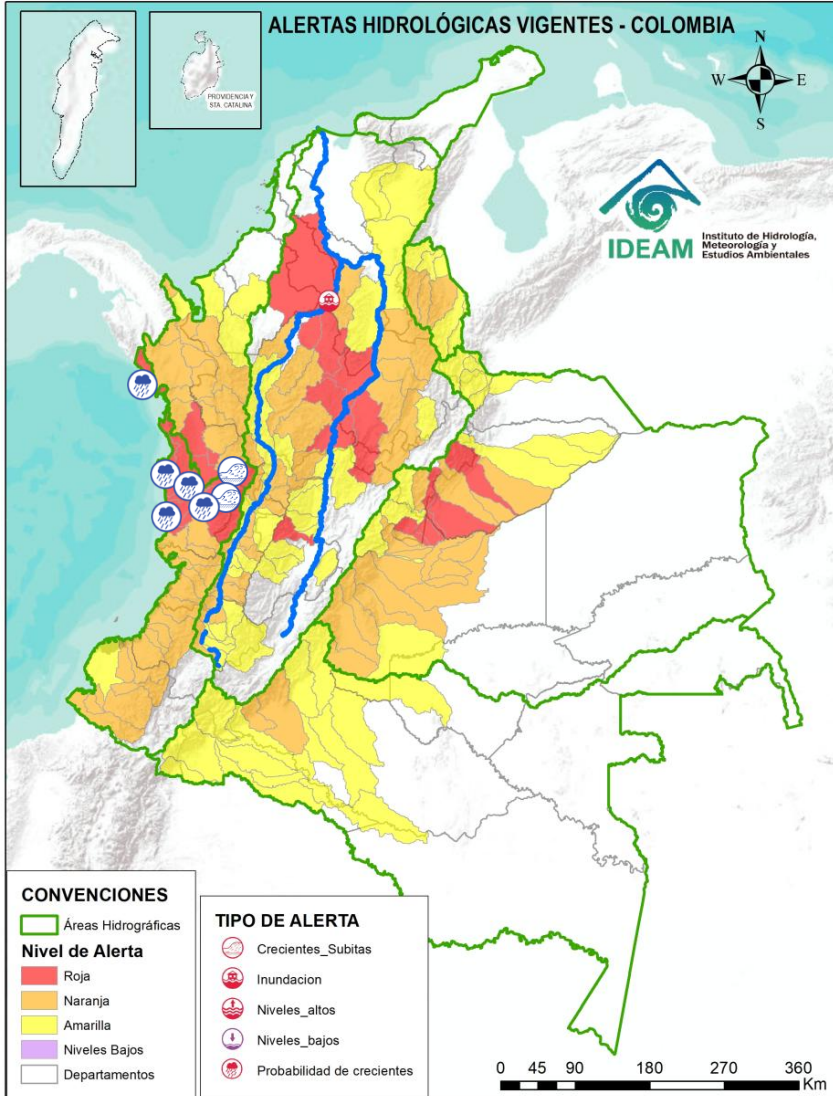 ALERTAS HIDROLÓGICAS VIGENTES - COLOMBIA
PROVIDENCIA Y
STA. CATALINA
N
W
E
S
IDEAM
Instituto de Hidrología,
Meteorología y
Estudios Ambientales
CONVENCIONES
Áreas Hidrográficas
Nivel de Alerta
Roja
Naranja
Amarilla
Niveles Bajos
Departamentos
TIPO DE ALERTA
Crecientes_Subitas
Inundacion
Niveles_altos
Niveles_bajos
Probabilidad de crecientes
0 45 90 180 270 360
Km